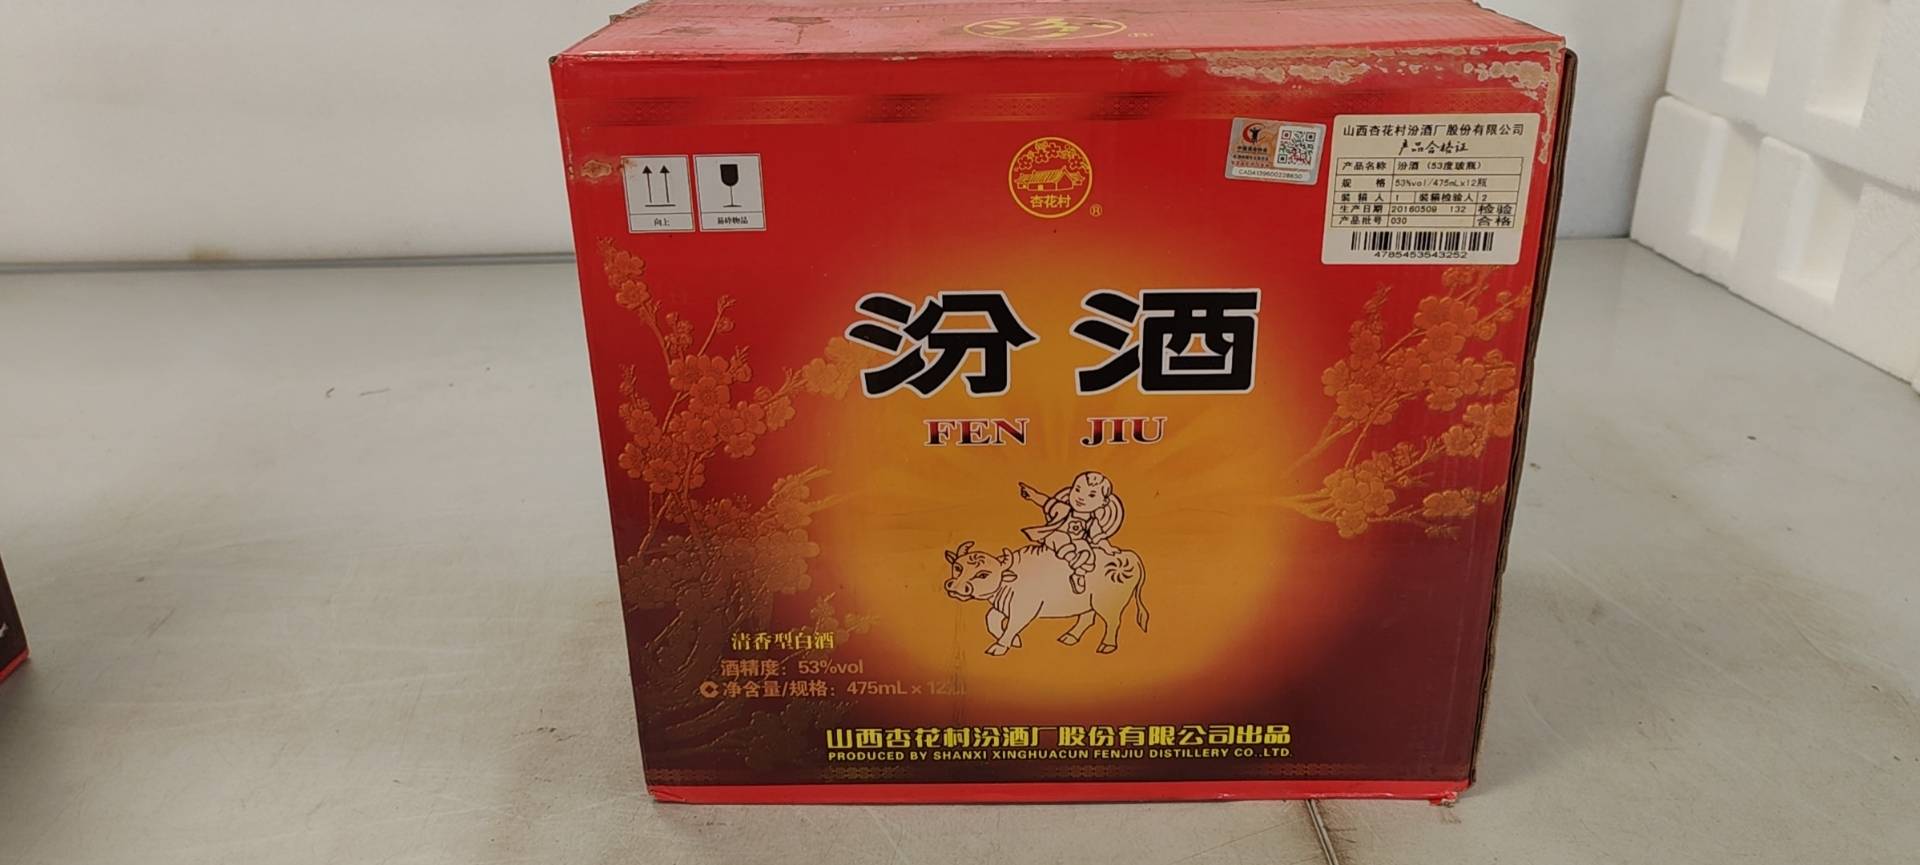 汾
山西杏花村汾酒厂股份有限公司
产品合格证
产品名称 汾酒（53度玻瓶）
规 格 53%vol/475mL×12瓶
装箱人 1 装箱检验人 2
生产日期 20160509 132 检验
产品批号 030 合格
4785453543252
向上
易碎物品
杏花村
®
汾酒
FEN JIU
清香型白酒
酒精度：53%vol
净含量/规格：475mL×12
山西杏花村汾酒厂股份有限公司出品
PRODUCED BY SHANXI XINGHUACUN FENJIU DISTILLERY CO.,LTD.